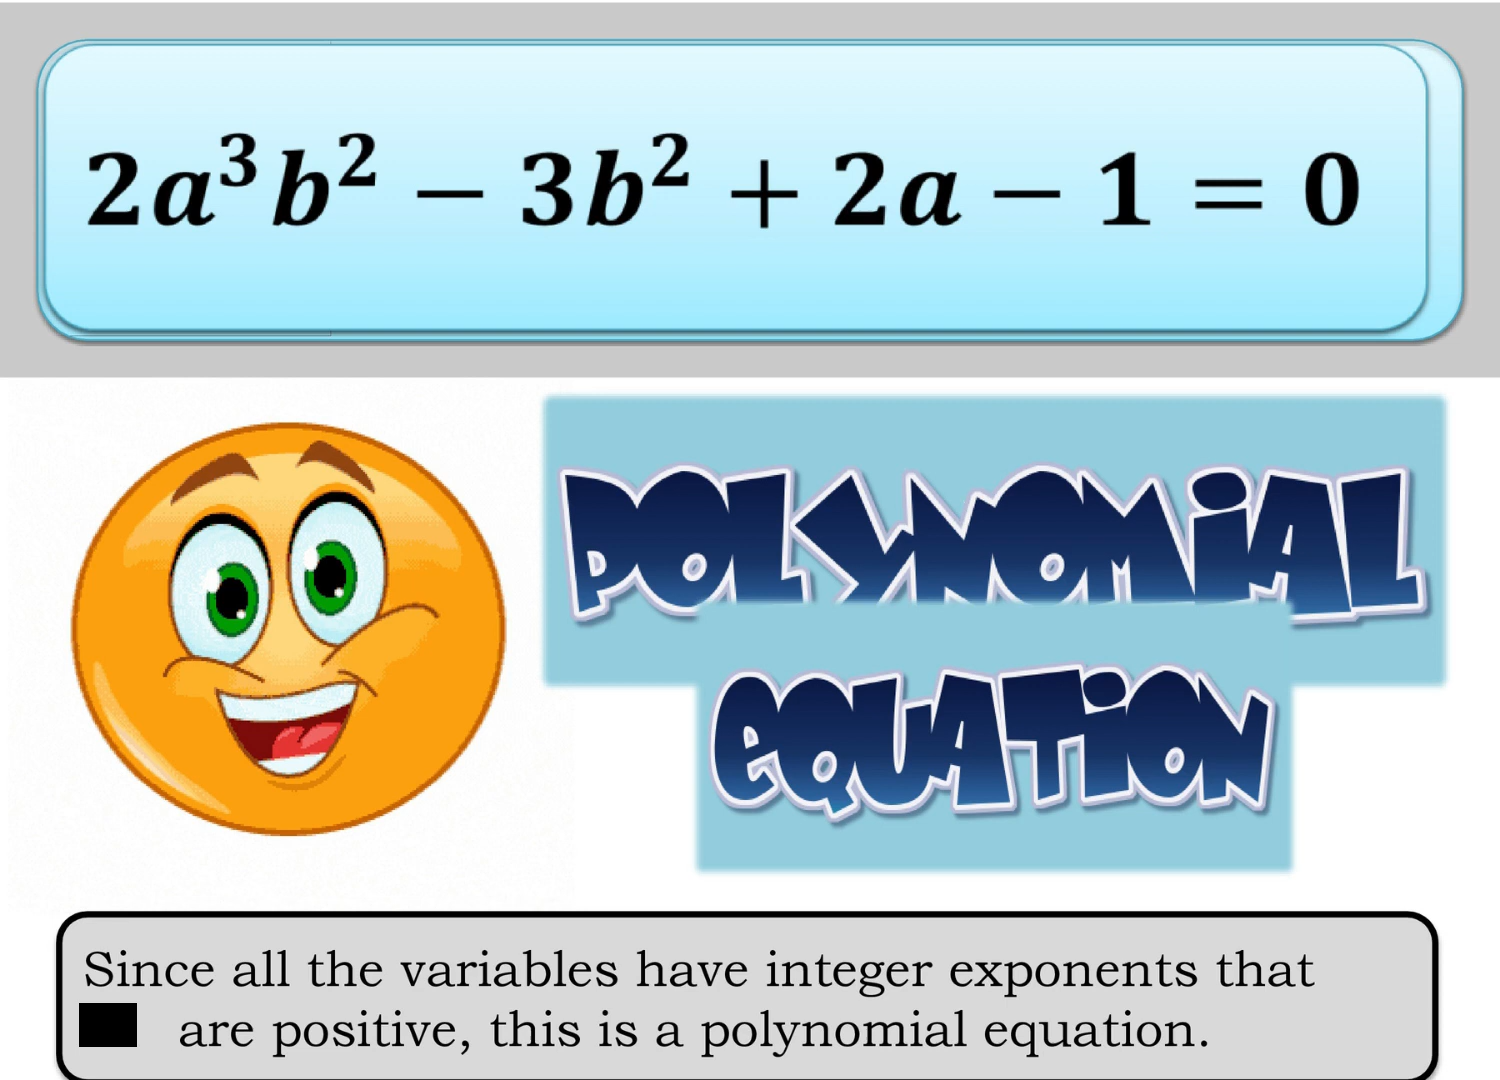 2a³b² − 3b² + 2a − 1 = 0
POLYNOMiAL
eQUATiON
Since all the variables have integer exponents that
are positive, this is a polynomial equation.